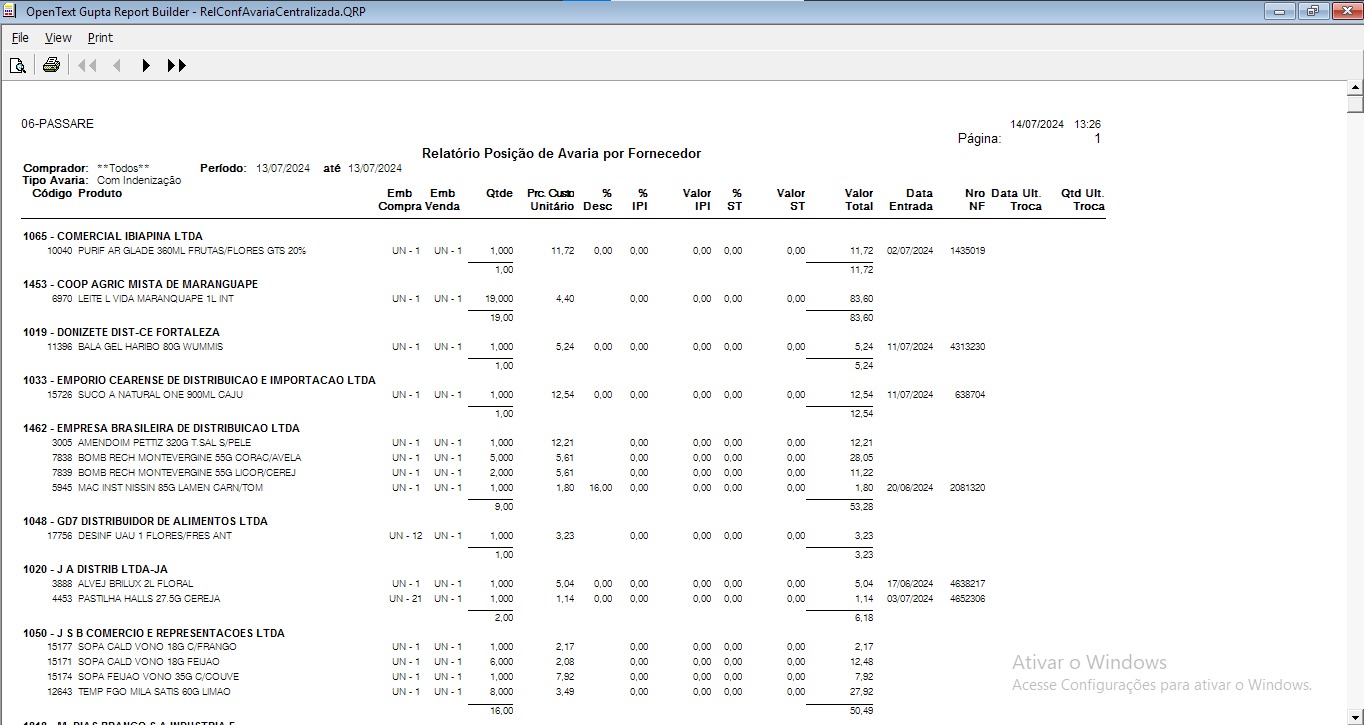 OpenText Gupta Report Builder - RelConfAvariaCentralizada.QRP
File View Print
06-PASSARE
14/07/2024 13:26
Página: 1
Relatório Posição de Avaria por Fornecedor
Comprador: **Todos** Período: 13/07/2024 até 13/07/2024
Tipo Avaria: Com Indenização
Código Produto Emb Emb Qtde Prc. Custo % % Valor % Valor Valor Data Nro Data Ult. Qtd Ult.
Compra Venda Unitário Desc IPI IPI ST ST Total Entrada NF Troca Troca
1065 - COMERCIAL IBIAPINA LTDA
10040 PURIF AR GLADE 360ML FRUTAS/FLORES GTS 20% UN - 1 UN - 1 1,000 11,72 0,00 0,00 0,00 0,00 0,00 11,72 02/07/2024 1435019
1,00 11,72
1453 - COOP AGRIC MISTA DE MARANGUAPE
6970 LEITE L VIDA MARANQUAPE 1L INT UN - 1 UN - 1 19,000 4,40 0,00 0,00 0,00 0,00 83,60
19,00 83,60
1019 - DONIZETE DIST-CE FORTALEZA
11396 BALA GEL HARIBO 80G WUMMIS UN - 1 UN - 1 1,000 5,24 0,00 0,00 0,00 0,00 0,00 5,24 11/07/2024 4313230
1,00 5,24
1033 - EMPORIO CEARENSE DE DISTRIBUICAO E IMPORTACAO LTDA
15726 SUCO A NATURAL ONE 900ML CAJU UN - 1 UN - 1 1,000 12,54 0,00 0,00 0,00 0,00 0,00 12,54 11/07/2024 638704
1,00 12,54
1462 - EMPRESA BRASILEIRA DE DISTRIBUICAO LTDA
3005 AMENDOIM PETTIZ 320G T.SAL S/PELE UN - 1 UN - 1 1,000 12,21 0,00 0,00 0,00 0,00 12,21
7838 BOMB RECH MONTEVERGINE 55G CORAC/AVELA UN - 1 UN - 1 5,000 5,61 0,00 0,00 0,00 0,00 28,05
7839 BOMB RECH MONTEVERGINE 55G LICOR/CEREJ UN - 1 UN - 1 2,000 5,61 0,00 0,00 0,00 0,00 11,22
5945 MAC INST NISSIN 85G LAMEN CARN/TOM UN - 1 UN - 1 1,000 1,80 16,00 0,00 0,00 0,00 0,00 1,80 20/06/2024 2081320
9,00 53,28
1048 - GD7 DISTRIBUIDOR DE ALIMENTOS LTDA
17756 DESINF UAU 1 FLORES/FRES ANT UN - 12 UN - 1 1,000 3,23 0,00 0,00 0,00 0,00 3,23
1,00 3,23
1020 - J A DISTRIB LTDA-JA
3888 ALVEJ BRILUX 2L FLORAL UN - 1 UN - 1 1,000 5,04 0,00 0,00 0,00 0,00 0,00 5,04 17/06/2024 4638217
4453 PASTILHA HALLS 27.5G CEREJA UN - 21 UN - 1 1,000 1,14 0,00 0,00 0,00 0,00 0,00 1,14 03/07/2024 4652306
2,00 6,18
1050 - J S B COMERCIO E REPRESENTACOES LTDA
15177 SOPA CALD VONO 18G C/FRANGO UN - 1 UN - 1 1,000 2,17 0,00 0,00 0,00 0,00 2,17
15171 SOPA CALD VONO 18G FEIJAO UN - 1 UN - 1 6,000 2,08 0,00 0,00 0,00 0,00 12,48
15174 SOPA FEIJAO VONO 35G C/COUVE UN - 1 UN - 1 1,000 7,92 0,00 0,00 0,00 0,00 7,92
12643 TEMP FGO MILA SATIS 60G LIMAO UN - 1 UN - 1 8,000 3,49 0,00 0,00 0,00 0,00 27,92
16,00 50,49
Ativar o Windows
Acesse Configurações para ativar o Windows.